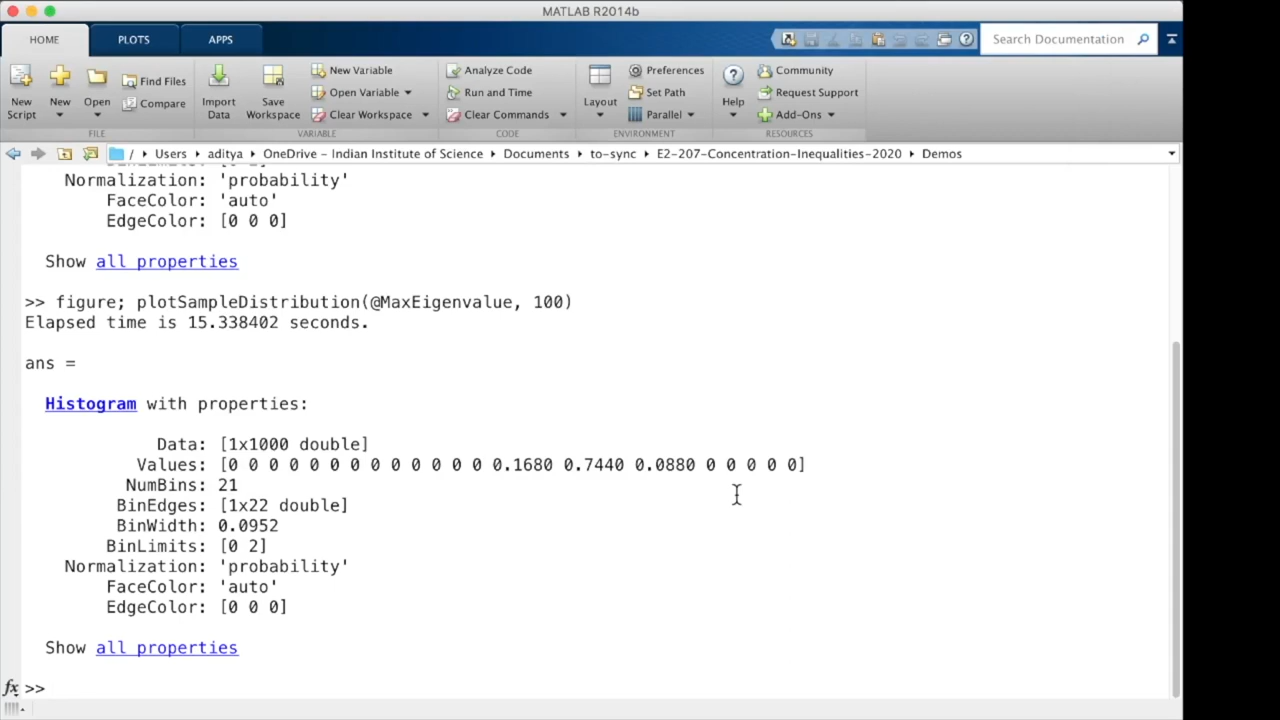 MATLAB R2014b
HOME PLOTS APPS
Search Documentation
New Script
New
Open
Find Files
Compare
Import Data
Save Workspace
New Variable
Open Variable
Clear Workspace
Analyze Code
Run and Time
Clear Commands
Layout
Preferences
Set Path
Parallel
Help
Community
Request Support
Add-Ons
FILE VARIABLE CODE ENVIRONMENT RESOURCES
/ Users aditya OneDrive - Indian Institute of Science Documents to-sync E2-207-Concentration-Inequalities-2020 Demos
Normalization: 'probability'
FaceColor: 'auto'
EdgeColor: [0 0 0]
Show all properties
>> figure; plotSampleDistribution(@MaxEigenvalue, 100)
Elapsed time is 15.338402 seconds.
ans =
Histogram with properties:
Data: [1x1000 double]
Values: [0 0 0 0 0 0 0 0 0 0 0 0 0 0.1680 0.7440 0.0880 0 0 0 0 0]
NumBins: 21
BinEdges: [1x22 double]
BinWidth: 0.0952
BinLimits: [0 2]
Normalization: 'probability'
FaceColor: 'auto'
EdgeColor: [0 0 0]
Show all properties
fx >>